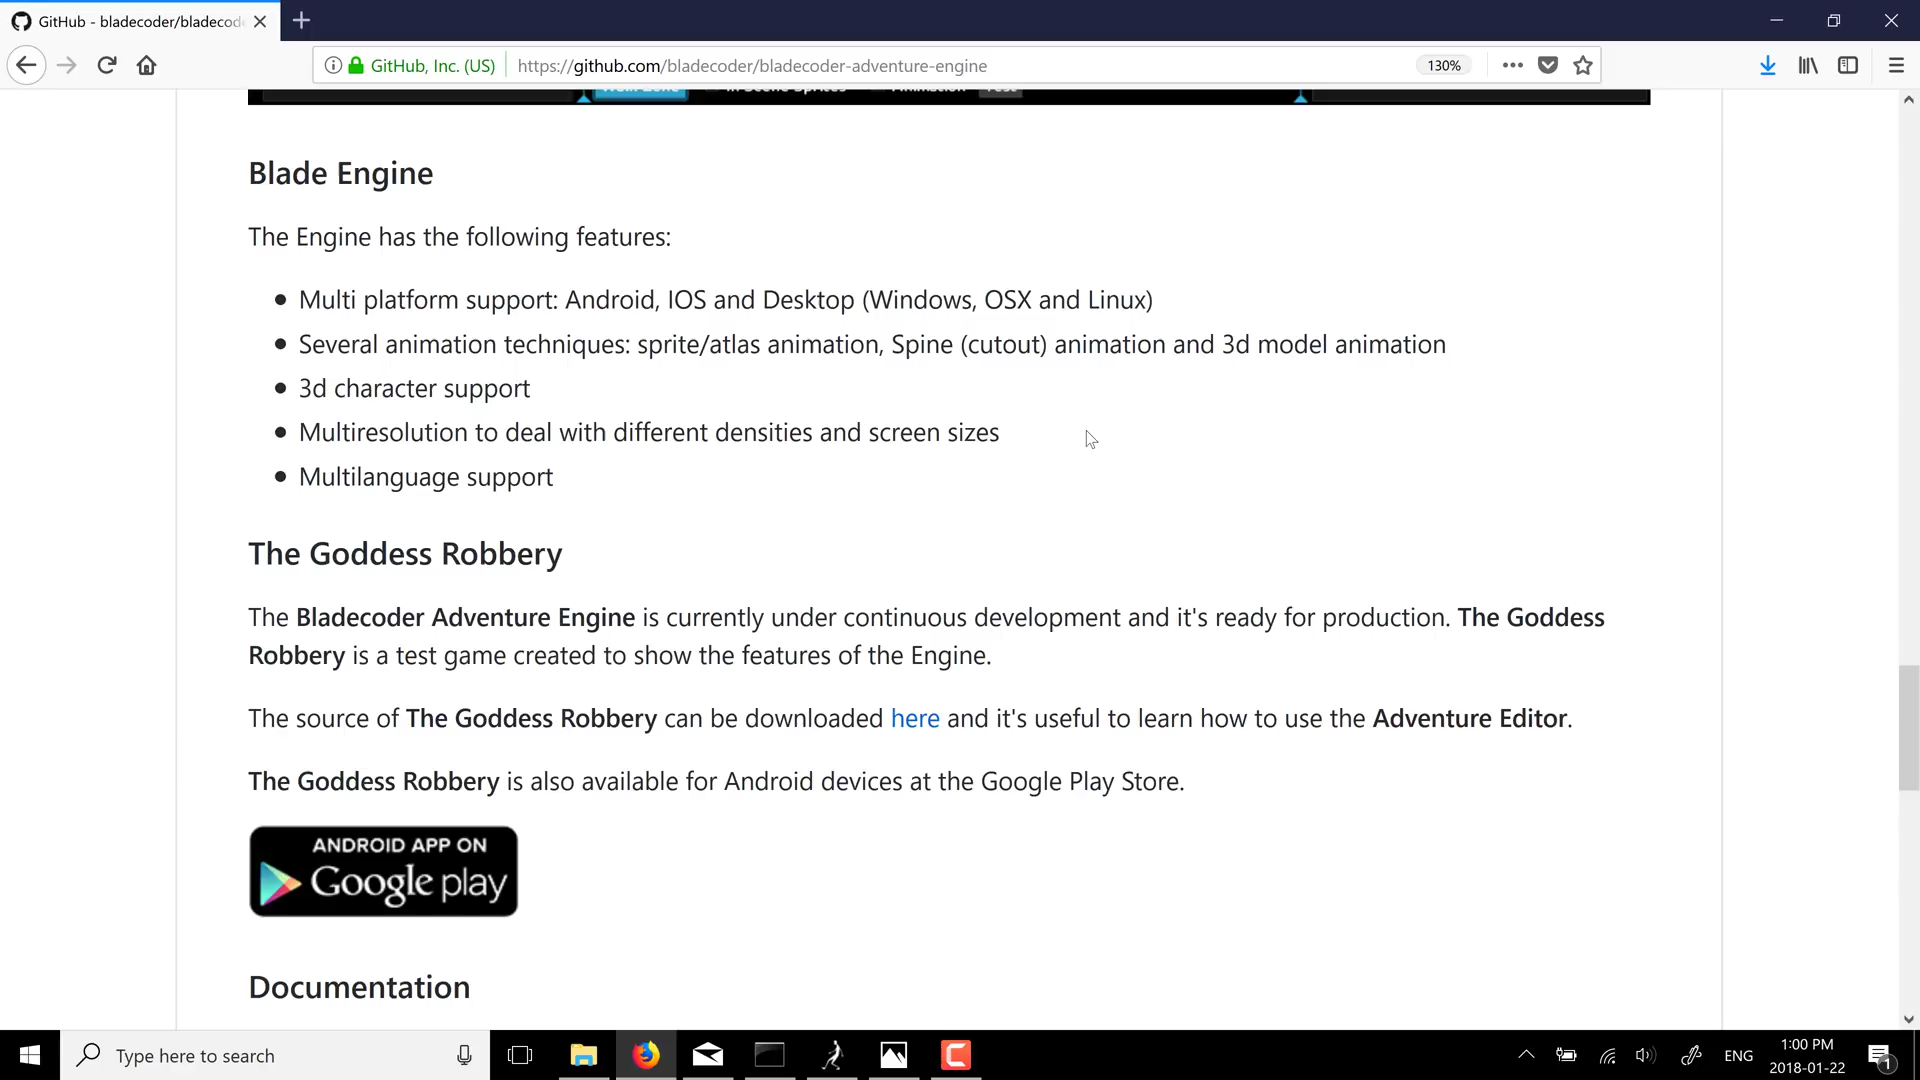 GitHub - bladecoder/bladecod
GitHub, Inc. (US)
https://github.com/bladecoder/bladecoder-adventure-engine
130%
Blade Engine
The Engine has the following features:
Multi platform support: Android, IOS and Desktop (Windows, OSX and Linux)
Several animation techniques: sprite/atlas animation, Spine (cutout) animation and 3d model animation
3d character support
Multiresolution to deal with different densities and screen sizes
Multilanguage support
The Goddess Robbery
The Bladecoder Adventure Engine is currently under continuous development and it's ready for production. The Goddess
Robbery is a test game created to show the features of the Engine.
The source of The Goddess Robbery can be downloaded here and it's useful to learn how to use the Adventure Editor.
The Goddess Robbery is also available for Android devices at the Google Play Store.
ANDROID APP ON
Google play
Documentation
Type here to search
ENG
1:00 PM
2018-01-22
1